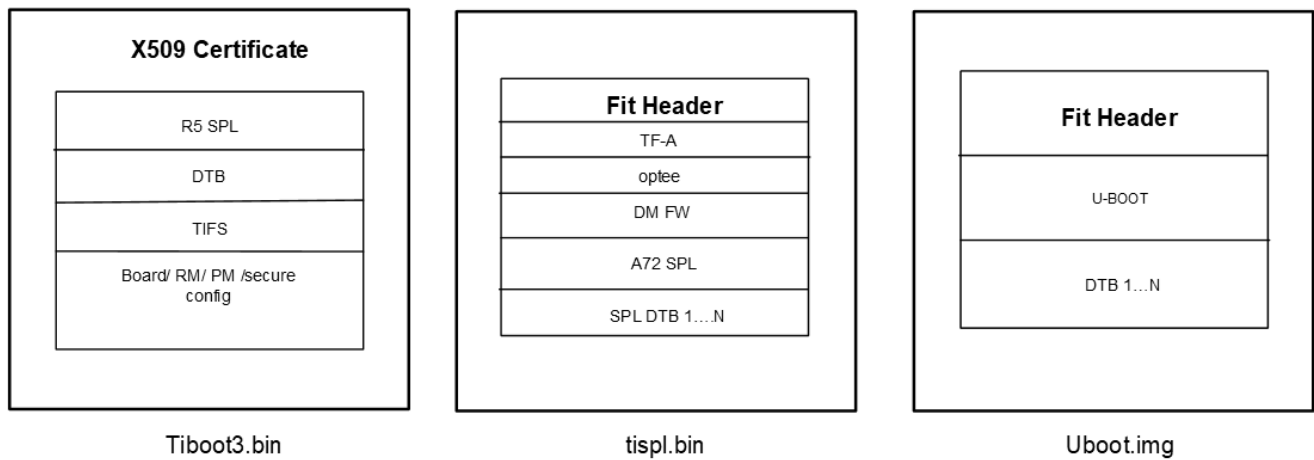 X509 Certificate
R5 SPL
DTB
TIFS
Board/ RM/ PM /secure
config
Tiboot3.bin
Fit Header
TF-A
optee
DM FW
A72 SPL
SPL DTB 1....N
tispl.bin
Fit Header
U-BOOT
DTB 1...N
Uboot.img